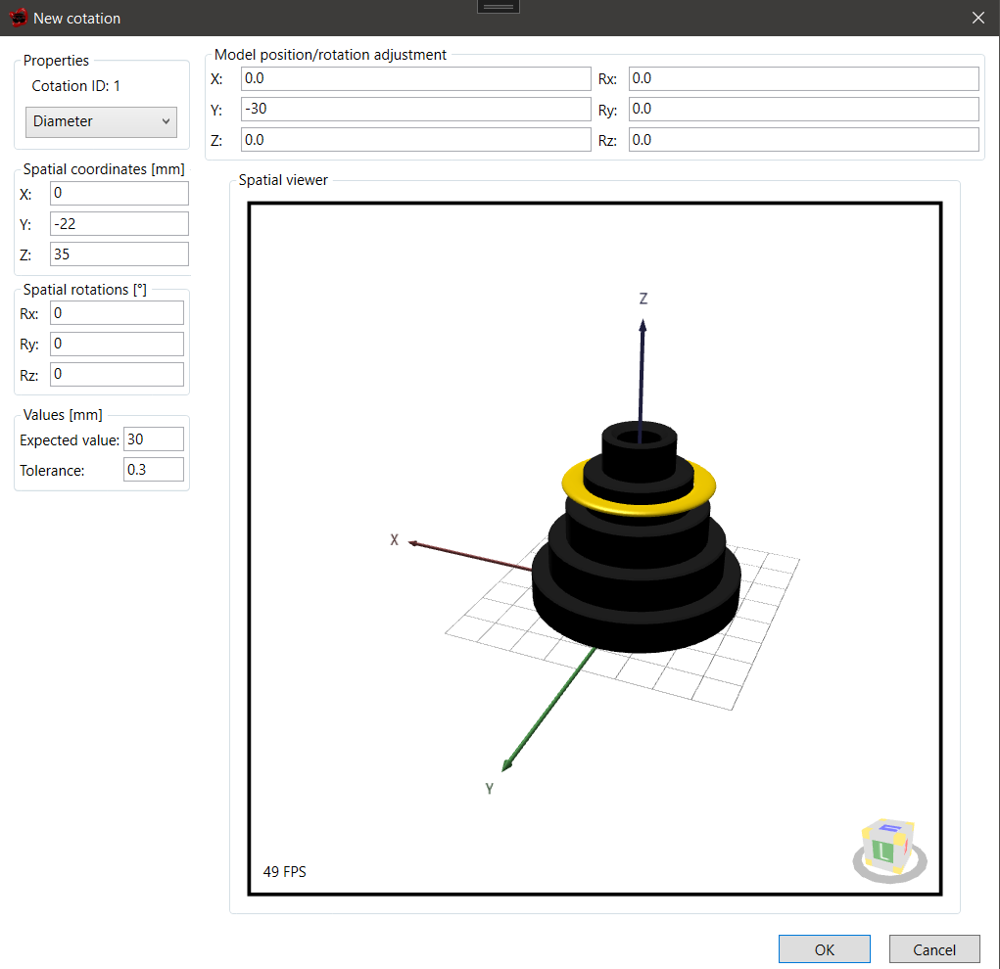 New cotation
Properties
Cotation ID: 1
Diameter
Spatial coordinates [mm]
X: 0
Y: -22
Z: 35
Spatial rotations [°]
Rx: 0
Ry: 0
Rz: 0
Values [mm]
Expected value: 30
Tolerance: 0.3
Model position/rotation adjustment
X: 0.0 Rx: 0.0
Y: -30 Ry: 0.0
Z: 0.0 Rz: 0.0
Spatial viewer
Z
X
Y
L
49 FPS
OK Cancel